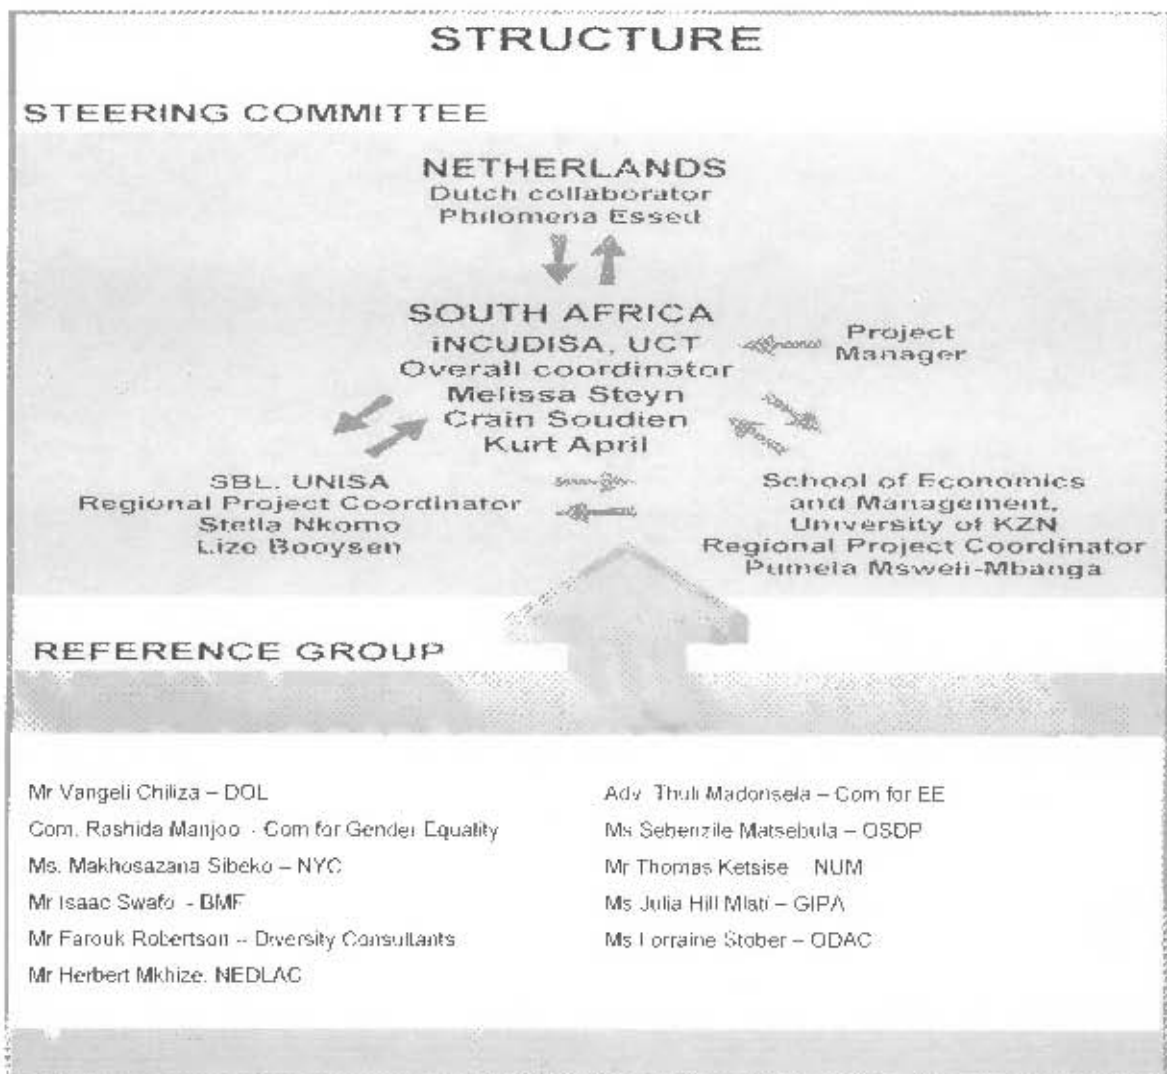 STRUCTURE
STEERING COMMITTEE
NETHERLANDS
Dutch collaborator
Philomena Essed
SOUTH AFRICA
iNCUDISA, UCT
Overall coordinator
Melissa Steyn
Crain Soudien
Kurt April
Project
Manager
SBL, UNISA
Regional Project Coordinator
Stella Nkomo
Lize Booysen
School of Economics
and Management,
University of KZN
Regional Project Coordinator
Pumela Msweli-Mbanga
REFERENCE GROUP
Mr Vangeli Chiliza – DOL
Com. Rashida Manjoo - Com for Gender Equality
Ms. Makhosazana Sibeko – NYC
Mr Isaac Swafo - BMF
Mr Farouk Robertson – Diversity Consultants
Mr Herbert Mkhize. NEDLAC
Adv. Thuli Madonsela – Com for EE
Ms Sebenzile Matsebula – OSDP
Mr Thomas Ketsise NUM
Ms Julia Hill Mlati – GIPA
Ms Lorraine Stober – ODAC